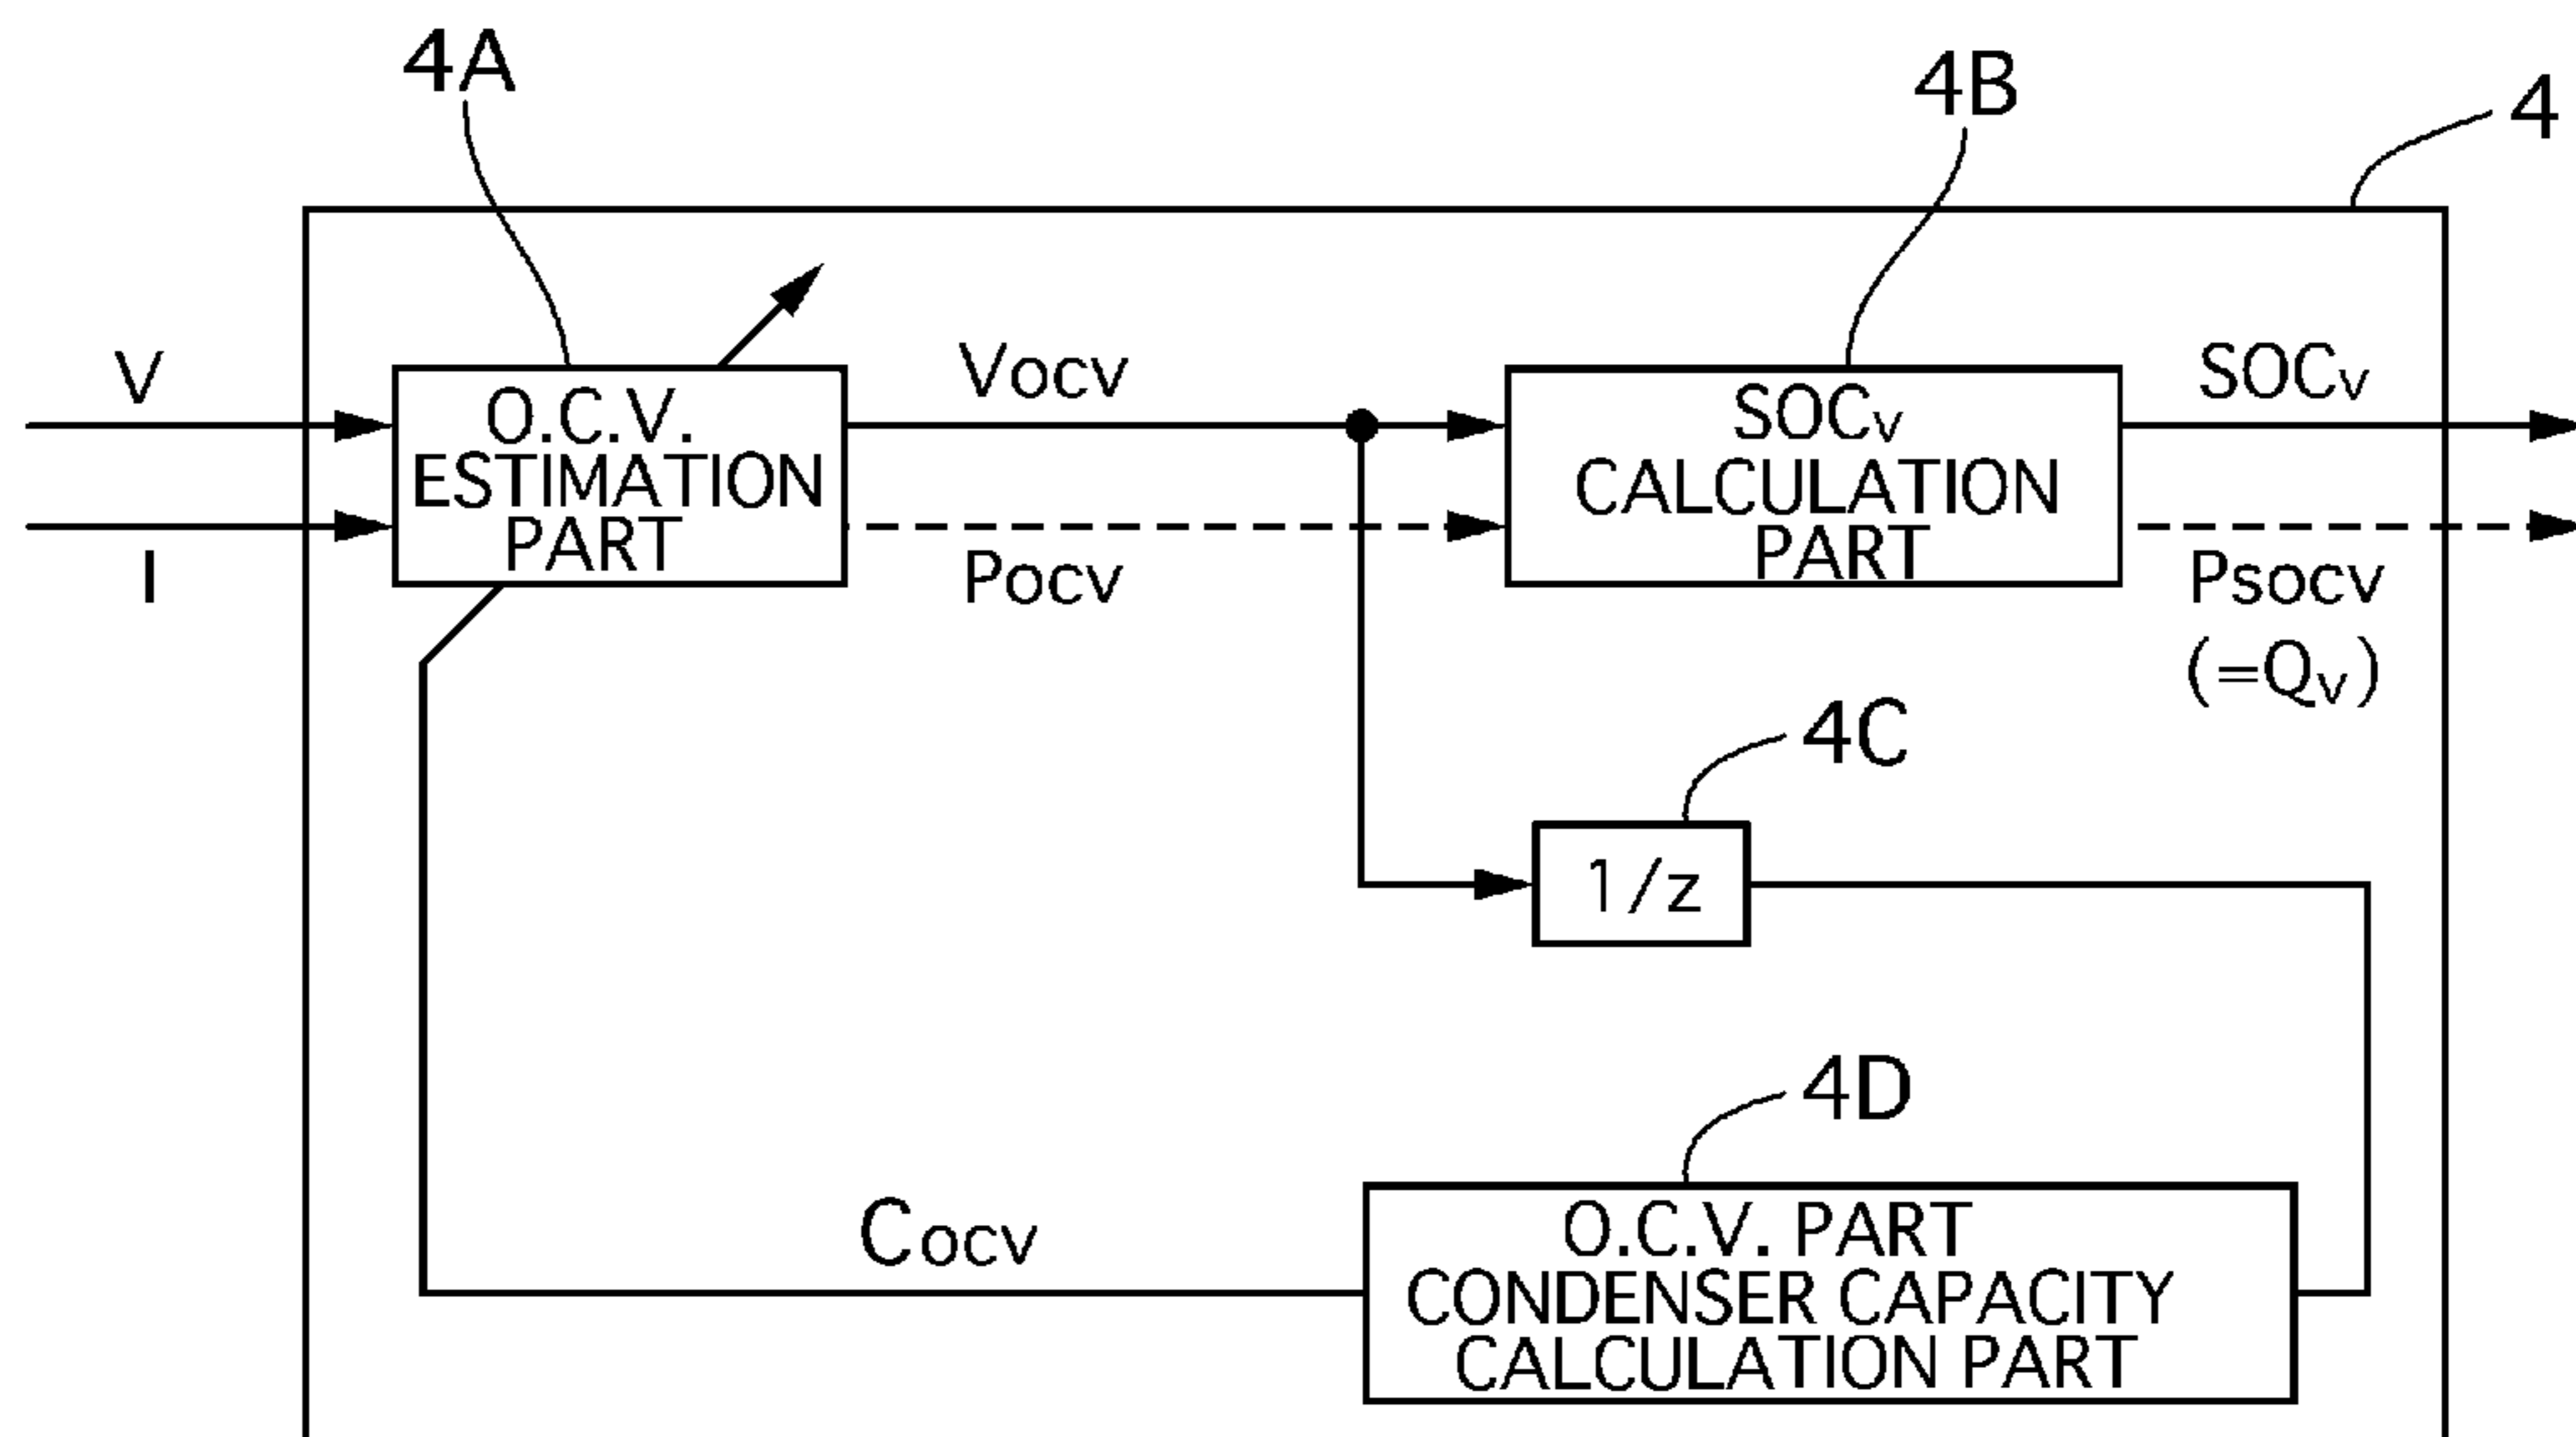 4A
4B
4
V
I
O.C.V.
ESTIMATION
PART
Vocv
Pocv
SOCv
CALCULATION
PART
SOCv
Psocv
(=Qv)
4C
1/z
4D
O.C.V. PART
CONDENSER CAPACITY
CALCULATION PART
Cocv